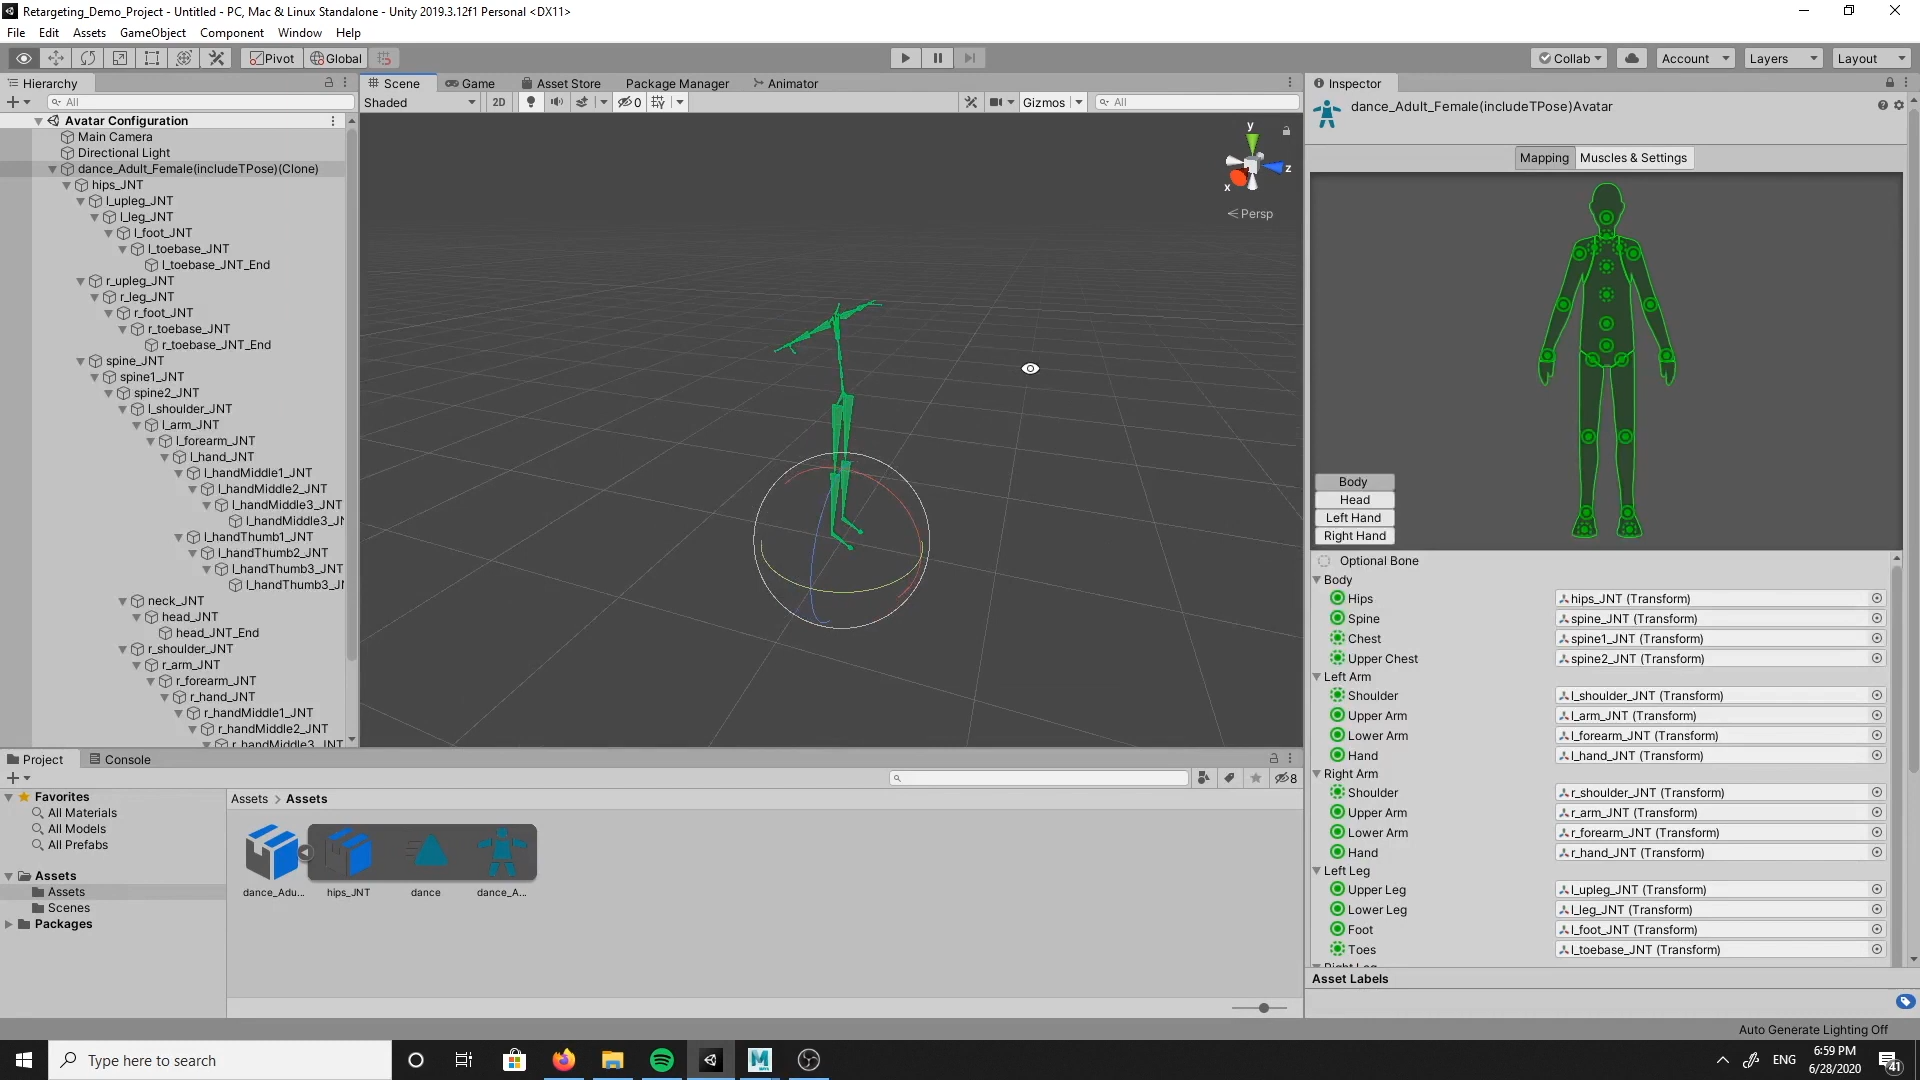 Retargeting_Demo_Project - Untitled - PC, Mac & Linux Standalone - Unity 2019.3.12f1 Personal <DX11>
File Edit Assets GameObject Component Window Help
Pivot Global
Collab Account Layers Layout
Hierarchy
All
Avatar Configuration
Main Camera
Directional Light
dance_Adult_Female(includeTPose)(Clone)
hips_JNT
l_upleg_JNT
l_leg_JNT
l_foot_JNT
l_toebase_JNT
l_toebase_JNT_End
r_upleg_JNT
r_leg_JNT
r_foot_JNT
r_toebase_JNT
r_toebase_JNT_End
spine_JNT
spine1_JNT
spine2_JNT
l_shoulder_JNT
l_arm_JNT
l_forearm_JNT
l_hand_JNT
l_handMiddle1_JNT
l_handMiddle2_JNT
l_handMiddle3_JNT
l_handMiddle3_JN
l_handThumb1_JNT
l_handThumb2_JNT
l_handThumb3_JNT
l_handThumb3_JN
neck_JNT
head_JNT
head_JNT_End
r_shoulder_JNT
r_arm_JNT
r_forearm_JNT
r_hand_JNT
r_handMiddle1_JNT
r_handMiddle2_JNT
r_handMiddle3_JNT
Scene Game Asset Store Package Manager Animator
Shaded 2D 0 Gizmos All
y
z
x
Persp
Inspector
dance_Adult_Female(includeTPose)Avatar
Mapping Muscles & Settings
Body
Head
Left Hand
Right Hand
Optional Bone
Body
Hips hips_JNT (Transform)
Spine spine_JNT (Transform)
Chest spine1_JNT (Transform)
Upper Chest spine2_JNT (Transform)
Left Arm
Shoulder l_shoulder_JNT (Transform)
Upper Arm l_arm_JNT (Transform)
Lower Arm l_forearm_JNT (Transform)
Hand l_hand_JNT (Transform)
Right Arm
Shoulder r_shoulder_JNT (Transform)
Upper Arm r_arm_JNT (Transform)
Lower Arm r_forearm_JNT (Transform)
Hand r_hand_JNT (Transform)
Left Leg
Upper Leg l_upleg_JNT (Transform)
Lower Leg l_leg_JNT (Transform)
Foot l_foot_JNT (Transform)
Toes l_toebase_JNT (Transform)
Right Leg
Asset Labels
Project Console
8
Favorites
All Materials
All Models
All Prefabs
Assets
Assets
Scenes
Packages
Assets > Assets
dance_Adu... hips_JNT dance dance_A...
Auto Generate Lighting Off
Type here to search
ENG
6:59 PM
6/28/2020
41